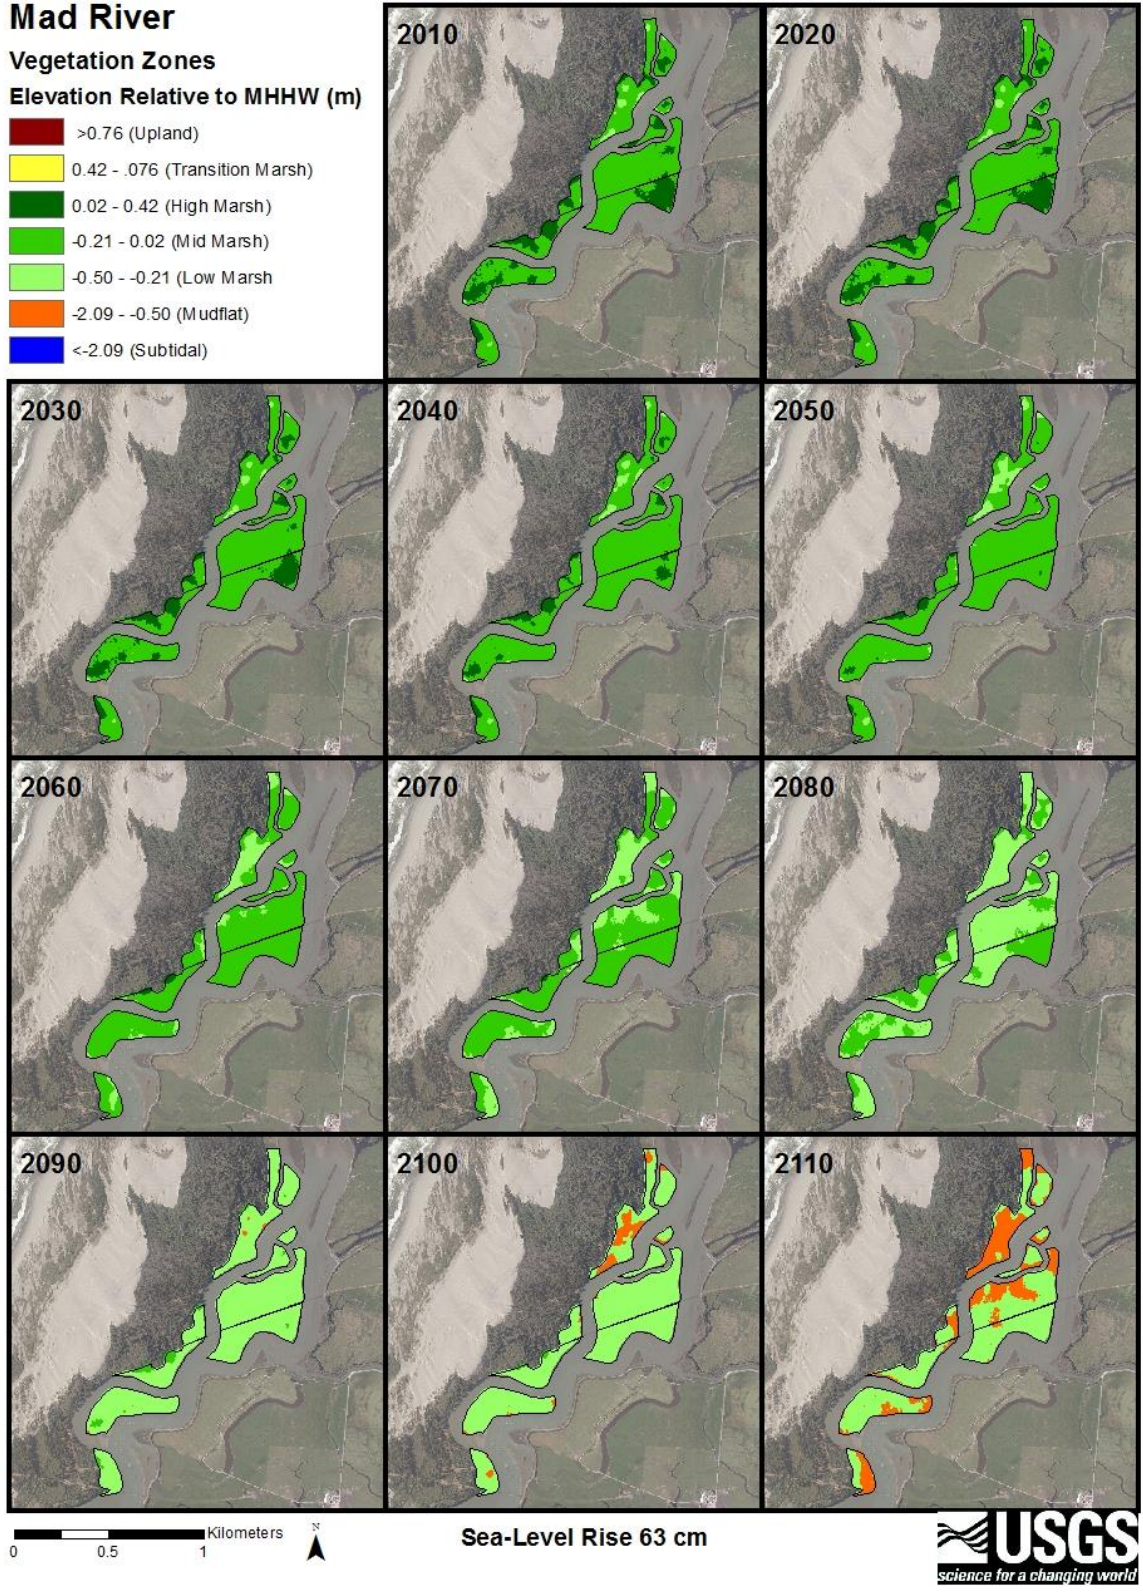 Mad River
Vegetation Zones
Elevation Relative to MHHW (m)
>0.76 (Upland)
0.42 - .076 (Transition Marsh)
0.02 - 0.42 (High Marsh)
-0.21 - 0.02 (Mid Marsh)
-0.50 - -0.21 (Low Marsh
-2.09 - -0.50 (Mudflat)
<-2.09 (Subtidal)
2010
2020
2030
2040
2050
2060
2070
2080
2090
2100
2110
Kilometers
0 0.5 1
N
Sea-Level Rise 63 cm
USGS
science for a changing world